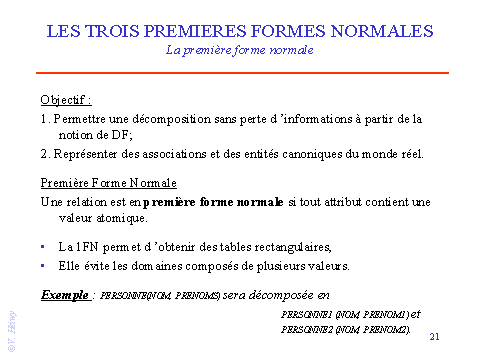 LES TROIS PREMIERES FORMES NORMALES
La première forme normale
Objectif :
1. Permettre une décomposition sans perte d ’informations à partir de la
notion de DF;
2. Représenter des associations et des entités canoniques du monde réel.
Première Forme Normale
Une relation est en première forme normale si tout attribut contient une
valeur atomique.
• La 1FN permet d ’obtenir des tables rectangulaires,
• Elle évite les domaines composés de plusieurs valeurs.
Exemple : PERSONNE(NOM, PRENOMS) sera décomposée en
PERSONNE1 (NOM, PRENOM1) et
PERSONNE2 (NOM, PRENOM2).
21